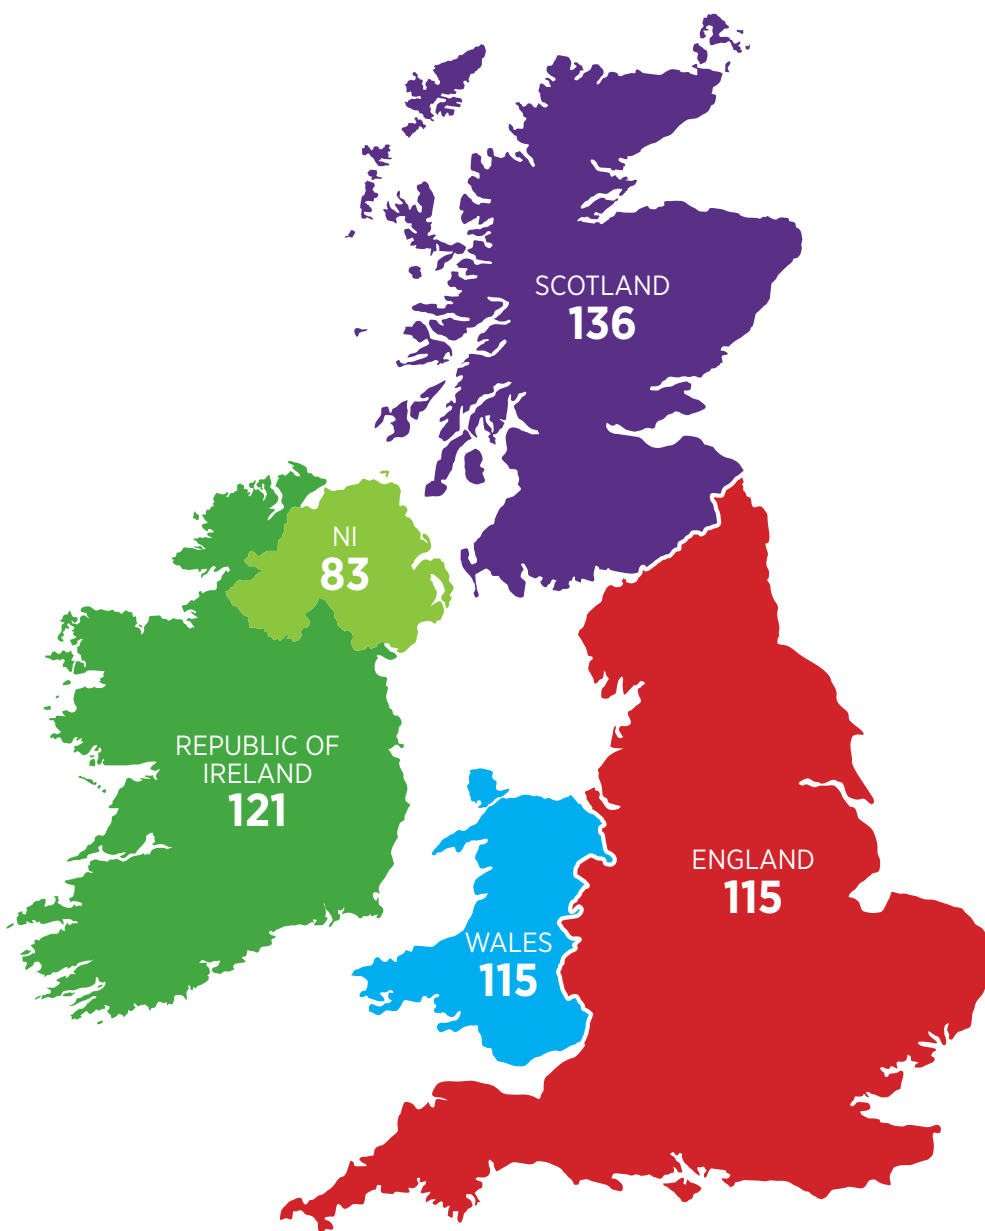 SCOTLAND
136
NI
83
REPUBLIC OF
IRELAND
121
ENGLAND
115
WALES
115